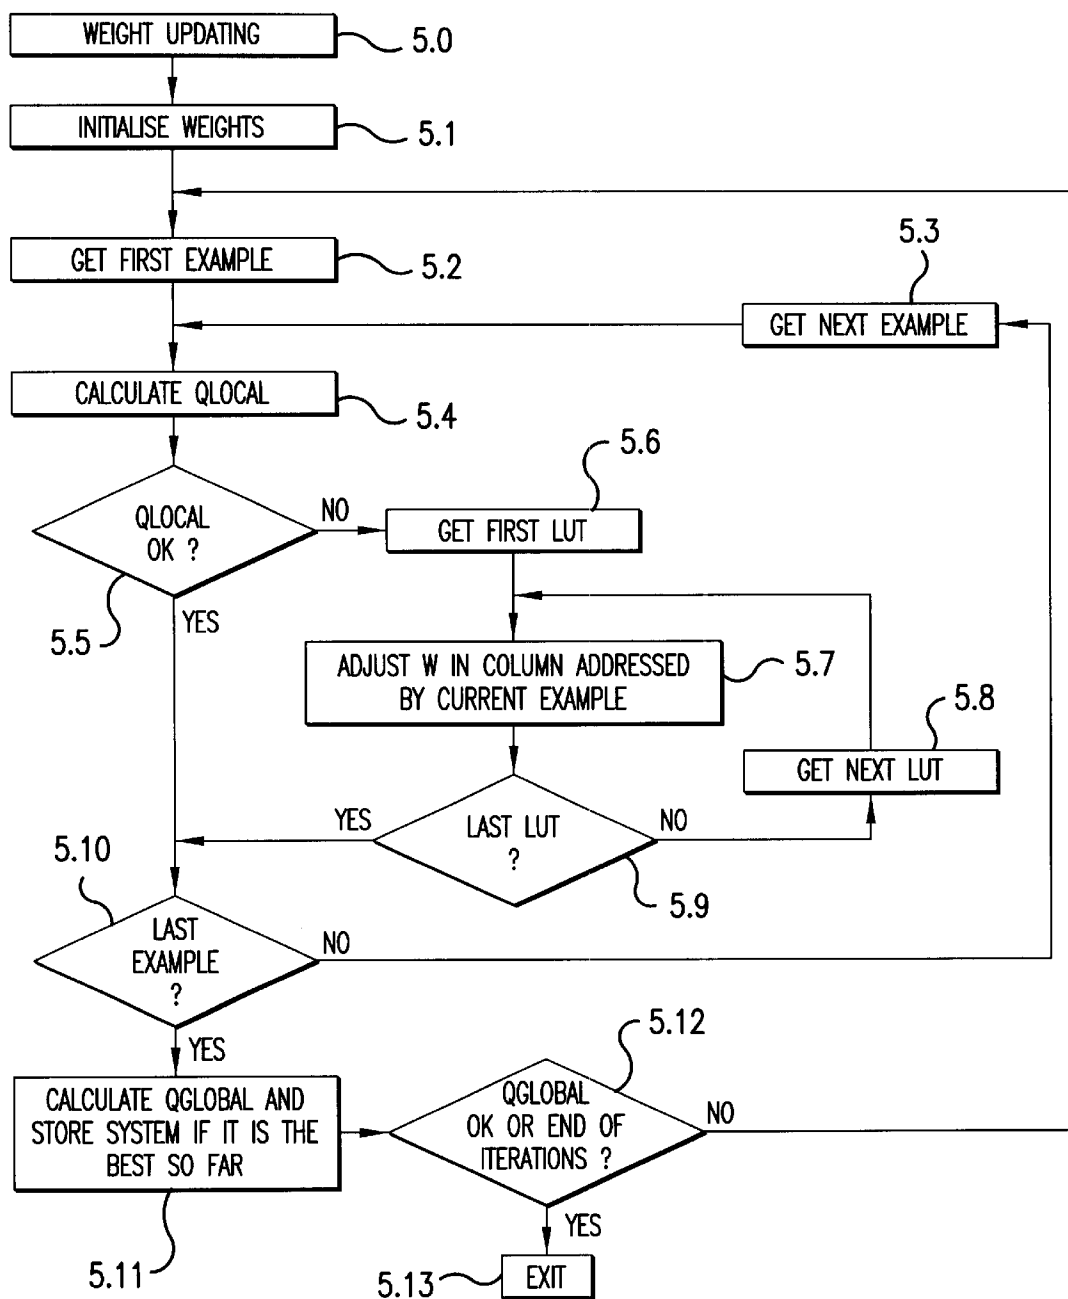 WEIGHT UPDATING
5.0
INITIALISE WEIGHTS
5.1
GET FIRST EXAMPLE
5.2
5.3
GET NEXT EXAMPLE
CALCULATE QLOCAL
5.4
5.6
QLOCAL
OK ?
NO
GET FIRST LUT
5.5
YES
ADJUST W IN COLUMN ADDRESSED
BY CURRENT EXAMPLE
5.7
5.8
GET NEXT LUT
YES
LAST LUT
?
NO
5.9
5.10
LAST
EXAMPLE
?
NO
YES
5.12
CALCULATE QGLOBAL AND
STORE SYSTEM IF IT IS THE
BEST SO FAR
QGLOBAL
OK OR END OF
ITERATIONS ?
NO
YES
5.11
5.13
EXIT